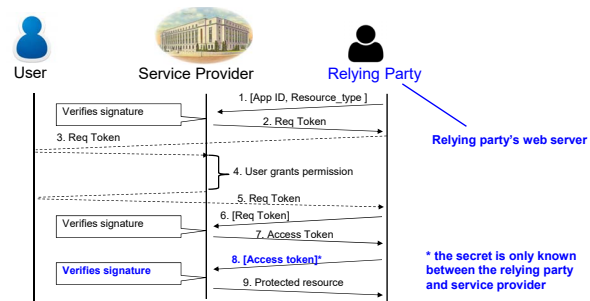 User
Service Provider
Relying Party
1. [App ID, Resource_type ]
Verifies signature
2. Req Token
3. Req Token
Relying party's web server
4. User grants permission
5. Req Token
6. [Req Token]
Verifies signature
7. Access Token
8. [Access token]*
Verifies signature
9. Protected resource
* the secret is only known
between the relying party
and service provider